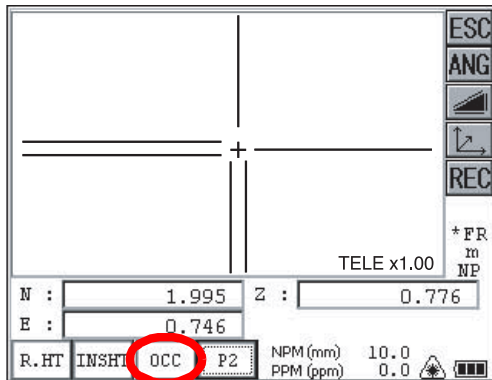 ESC
ANG
REC
*FR
m
NP
TELE x1.00
N : 1.995 Z : 0.776
E : 0.746
R.HT INSHT OCC P2 NPM (mm) 10.0
PPM (ppm) 0.0